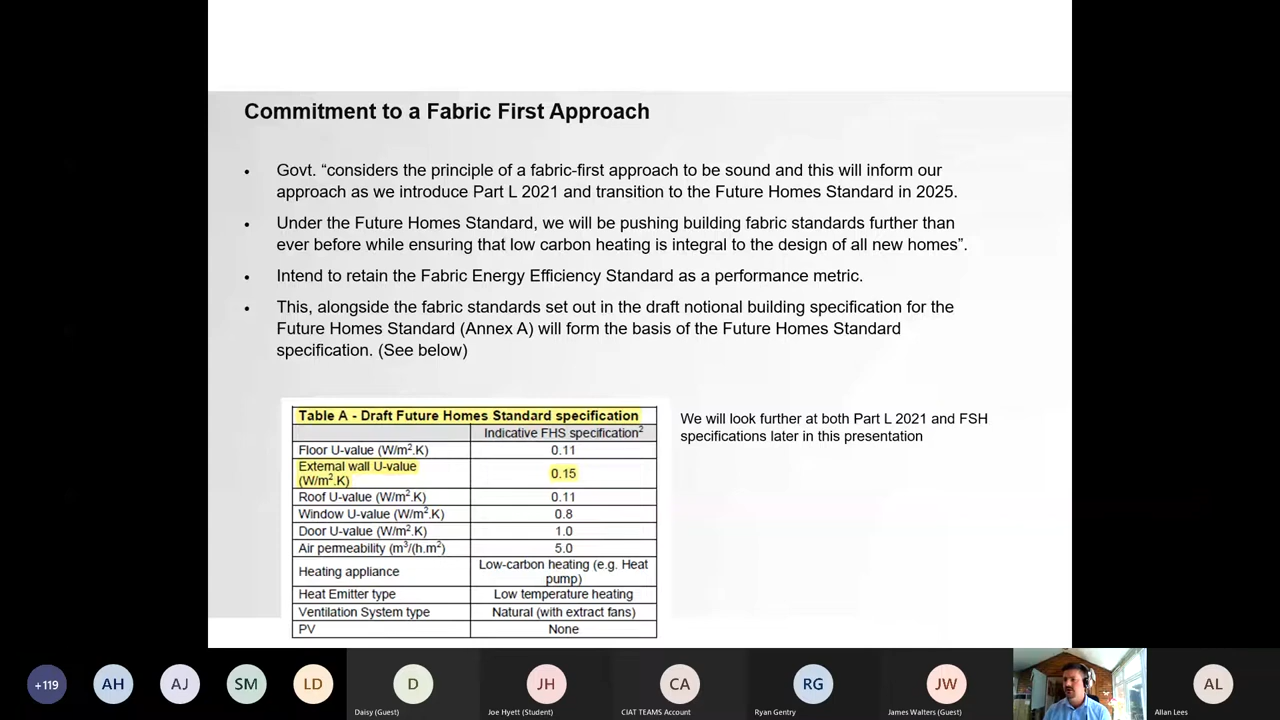 Commitment to a Fabric First Approach
• Govt. “considers the principle of a fabric-first approach to be sound and this will inform our
approach as we introduce Part L 2021 and transition to the Future Homes Standard in 2025.
• Under the Future Homes Standard, we will be pushing building fabric standards further than
ever before while ensuring that low carbon heating is integral to the design of all new homes”.
• Intend to retain the Fabric Energy Efficiency Standard as a performance metric.
• This, alongside the fabric standards set out in the draft notional building specification for the
Future Homes Standard (Annex A) will form the basis of the Future Homes Standard
specification. (See below)
Table A - Draft Future Homes Standard specification
Indicative FHS specification²
Floor U-value (W/m².K) 0.11
External wall U-value
(W/m².K) 0.15
Roof U-value (W/m².K) 0.11
Window U-value (W/m².K) 0.8
Door U-value (W/m².K) 1.0
Air permeability (m³/(h.m²) 5.0
Heating appliance Low-carbon heating (e.g. Heat
pump)
Heat Emitter type Low temperature heating
Ventilation System type Natural (with extract fans)
PV None
We will look further at both Part L 2021 and FSH
specifications later in this presentation
+119 AH AJ SM LD D JH CA RG JW AL
Daisy (Guest) Joe Hyett (Student) CIAT TEAMS Account Ryan Gentry James Walters (Guest) Allan Lees